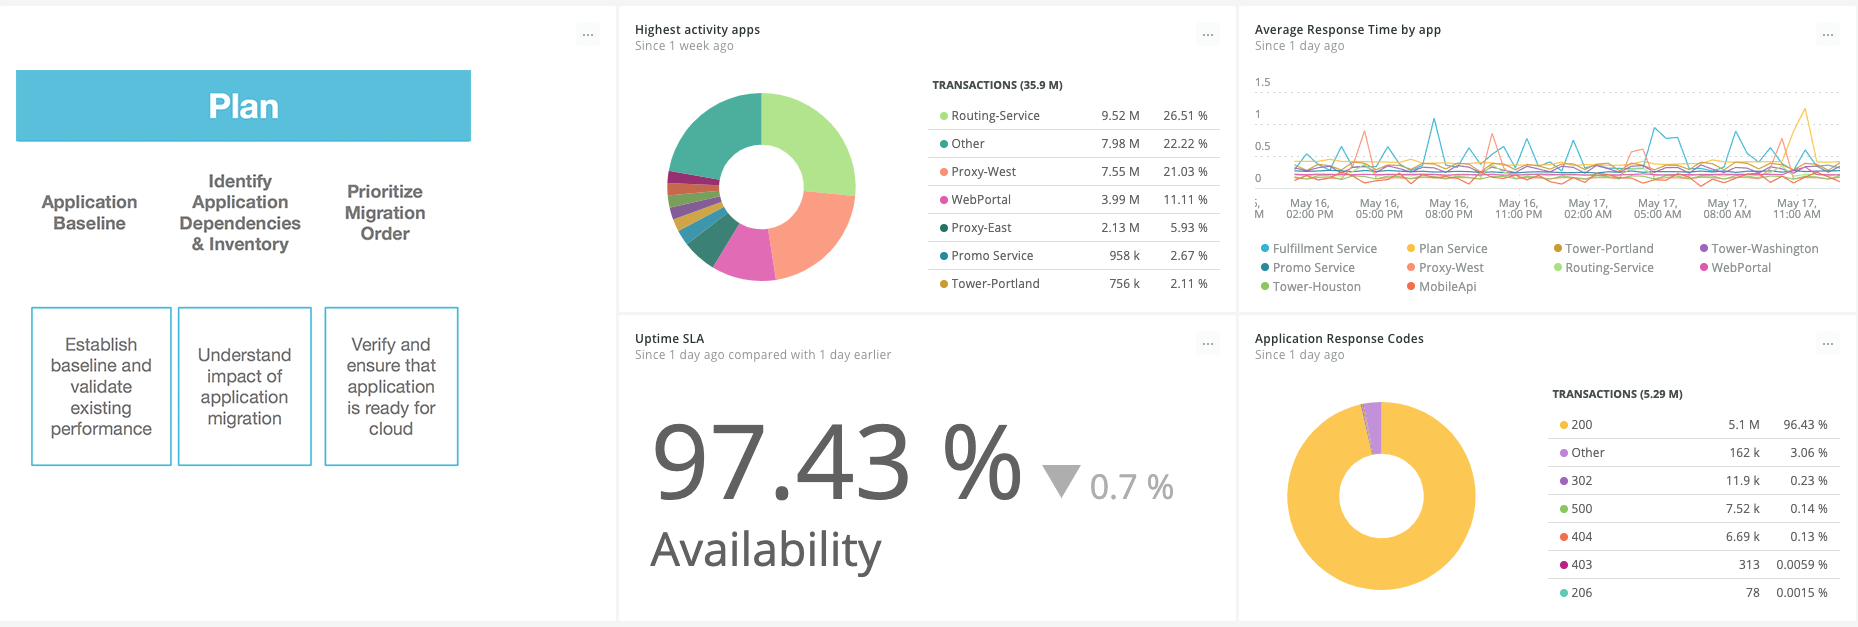 Plan
Application
Baseline
Identify
Application
Dependencies
& Inventory
Prioritize
Migration
Order
Establish
baseline and
validate
existing
performance
Understand
impact of
application
migration
Verify and
ensure that
application
is ready for
cloud
...
Highest activity apps
Since 1 week ago
...
TRANSACTIONS (35.9 M)
Routing-Service 9.52 M 26.51 %
Other 7.98 M 22.22 %
Proxy-West 7.55 M 21.03 %
WebPortal 3.99 M 11.11 %
Proxy-East 2.13 M 5.93 %
Promo Service 958 k 2.67 %
Tower-Portland 756 k 2.11 %
Average Response Time by app
Since 1 day ago
...
1.5
1
0.5
0
M
May 16,
02:00 PM
May 16,
05:00 PM
May 16,
08:00 PM
May 16,
11:00 PM
May 17,
02:00 AM
May 17,
05:00 AM
May 17,
08:00 AM
May 17,
11:00 AM
Fulfillment Service Plan Service Tower-Portland Tower-Washington
Promo Service Proxy-West Routing-Service WebPortal
Tower-Houston MobileApi
Uptime SLA
Since 1 day ago compared with 1 day earlier
...
97.43 % 0.7 %
Availability
Application Response Codes
Since 1 day ago
...
TRANSACTIONS (5.29 M)
200 5.1 M 96.43 %
Other 162 k 3.06 %
302 11.9 k 0.23 %
500 7.52 k 0.14 %
404 6.69 k 0.13 %
403 313 0.0059 %
206 78 0.0015 %